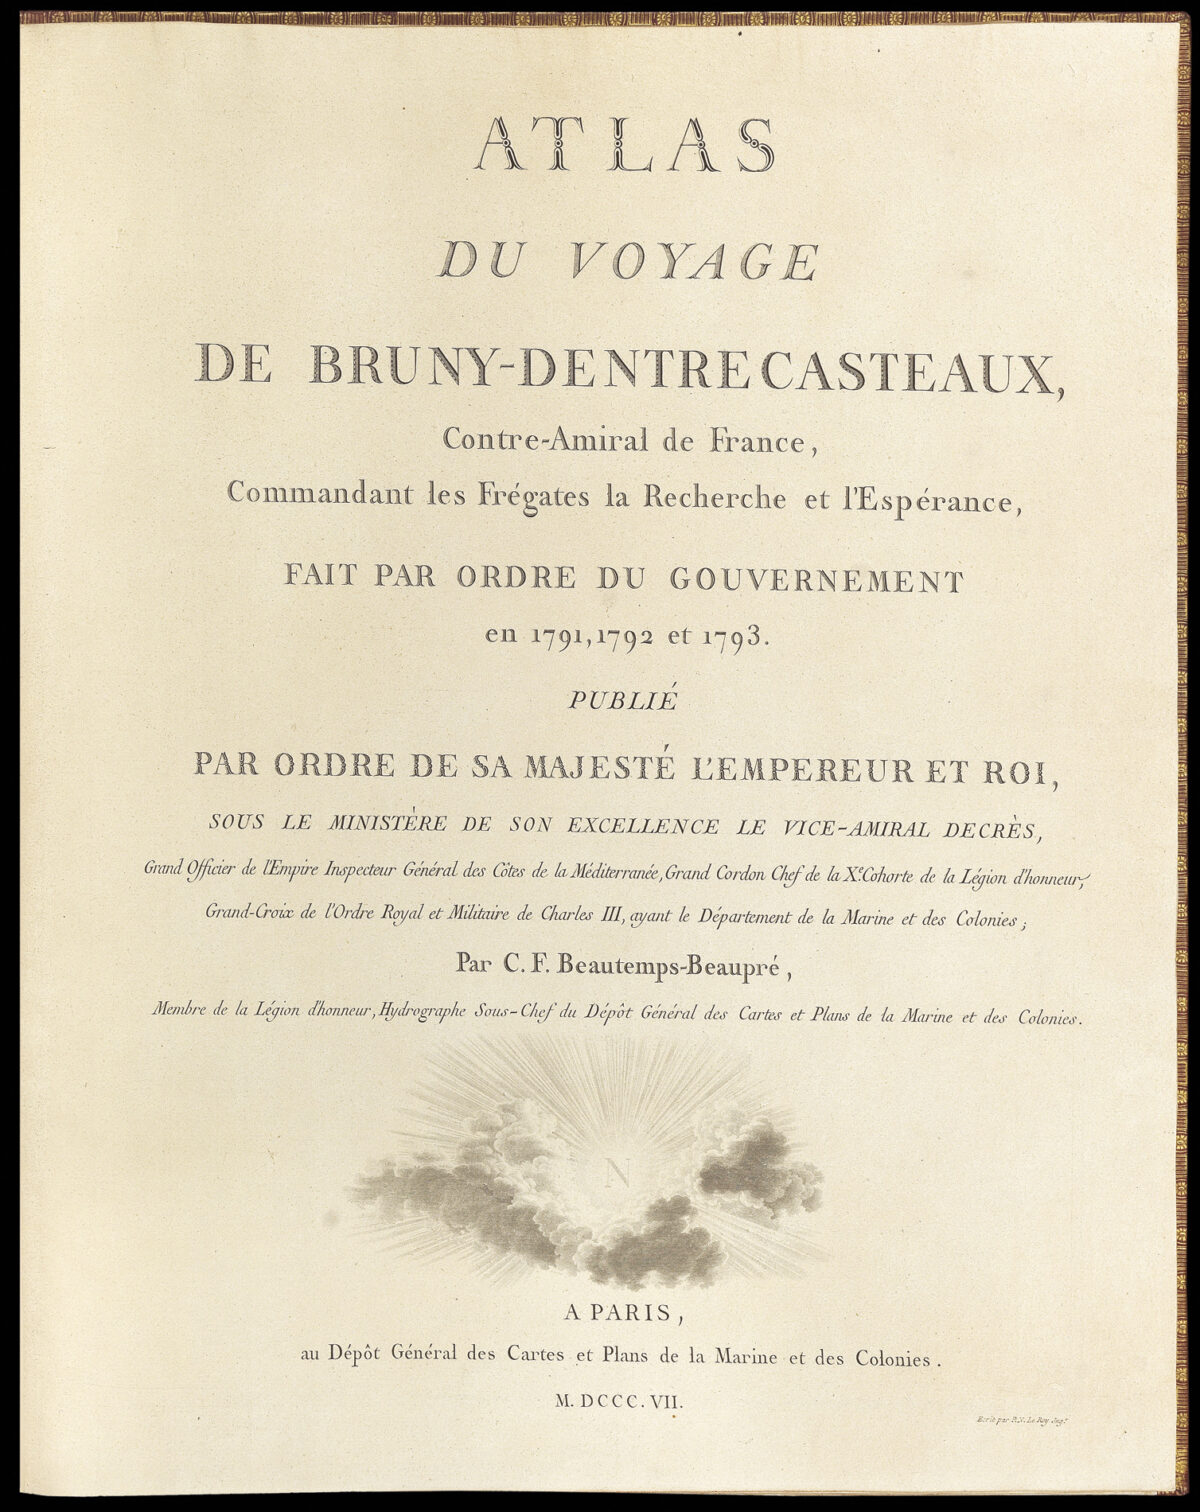 ATLAS
DU VOYAGE
DE BRUNY-DENTRECASTEAUX,
Contre-Amiral de France,
Commandant les Frégates la Recherche et l'Espérance,
FAIT PAR ORDRE DU GOUVERNEMENT
en 1791, 1792 et 1793.
PUBLIÉ
PAR ORDRE DE SA MAJESTÉ L'EMPEREUR ET ROI,
SOUS LE MINISTÈRE DE SON EXCELLENCE LE VICE-AMIRAL DECRÈS,
Grand Officier de l'Empire Inspecteur Général des Côtes de la Méditerranée, Grand Cordon Chef de la Xe. Cohorte de la Légion d'honneur,
Grand-Croix de l'Ordre Royal et Militaire de Charles III, ayant le Département de la Marine et des Colonies;
Par C. F. Beautemps-Beaupré,
Membre de la Légion d'honneur, Hydrographe Sous-Chef du Dépôt Général des Cartes et Plans de la Marine et des Colonies.
N
A PARIS,
au Dépôt Général des Cartes et Plans de la Marine et des Colonies.
M. DCCC. VII.
Ecrit par Le Roy